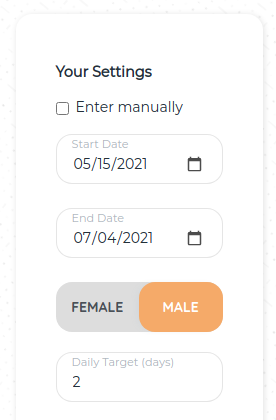 Your Settings
Enter manually
Start Date
05/15/2021
End Date
07/04/2021
FEMALE MALE
Daily Target (days)
2